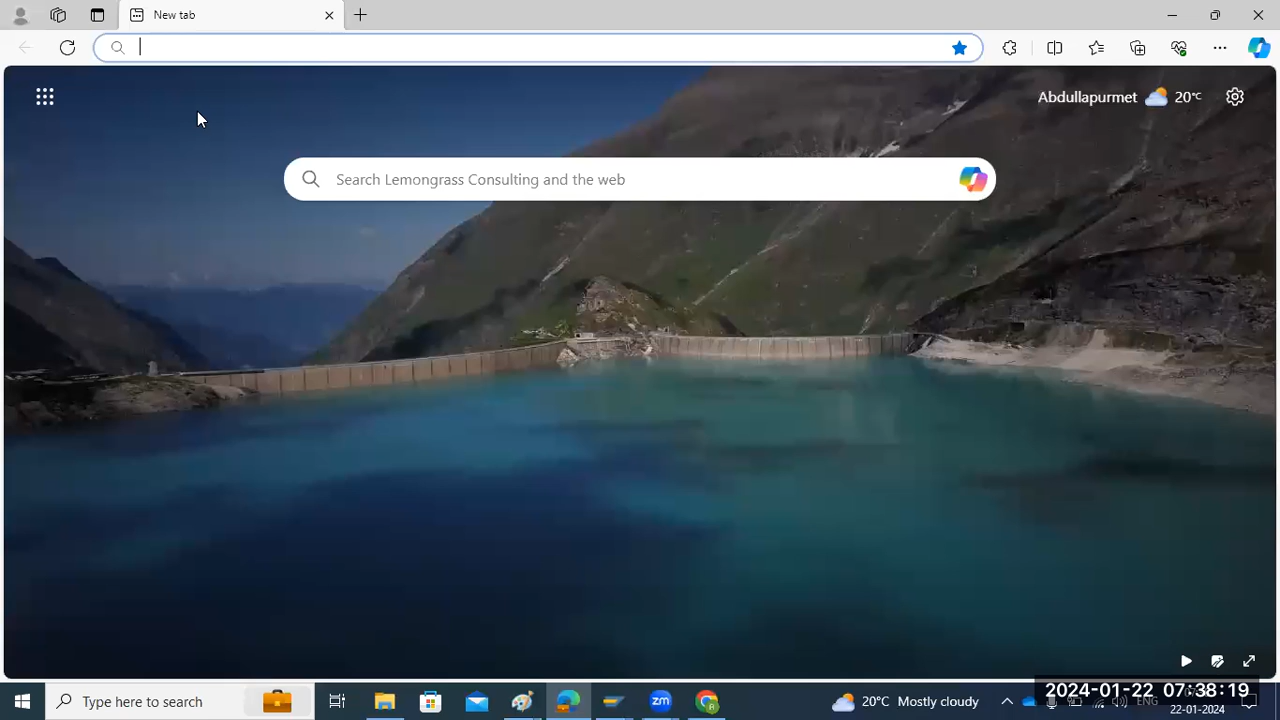 New tab
Abdullapurmet 20°C
Search Lemongrass Consulting and the web
Type here to search
zm
20°C Mostly cloudy
ENG
2024-01-22 07:38:19
22-01-2024